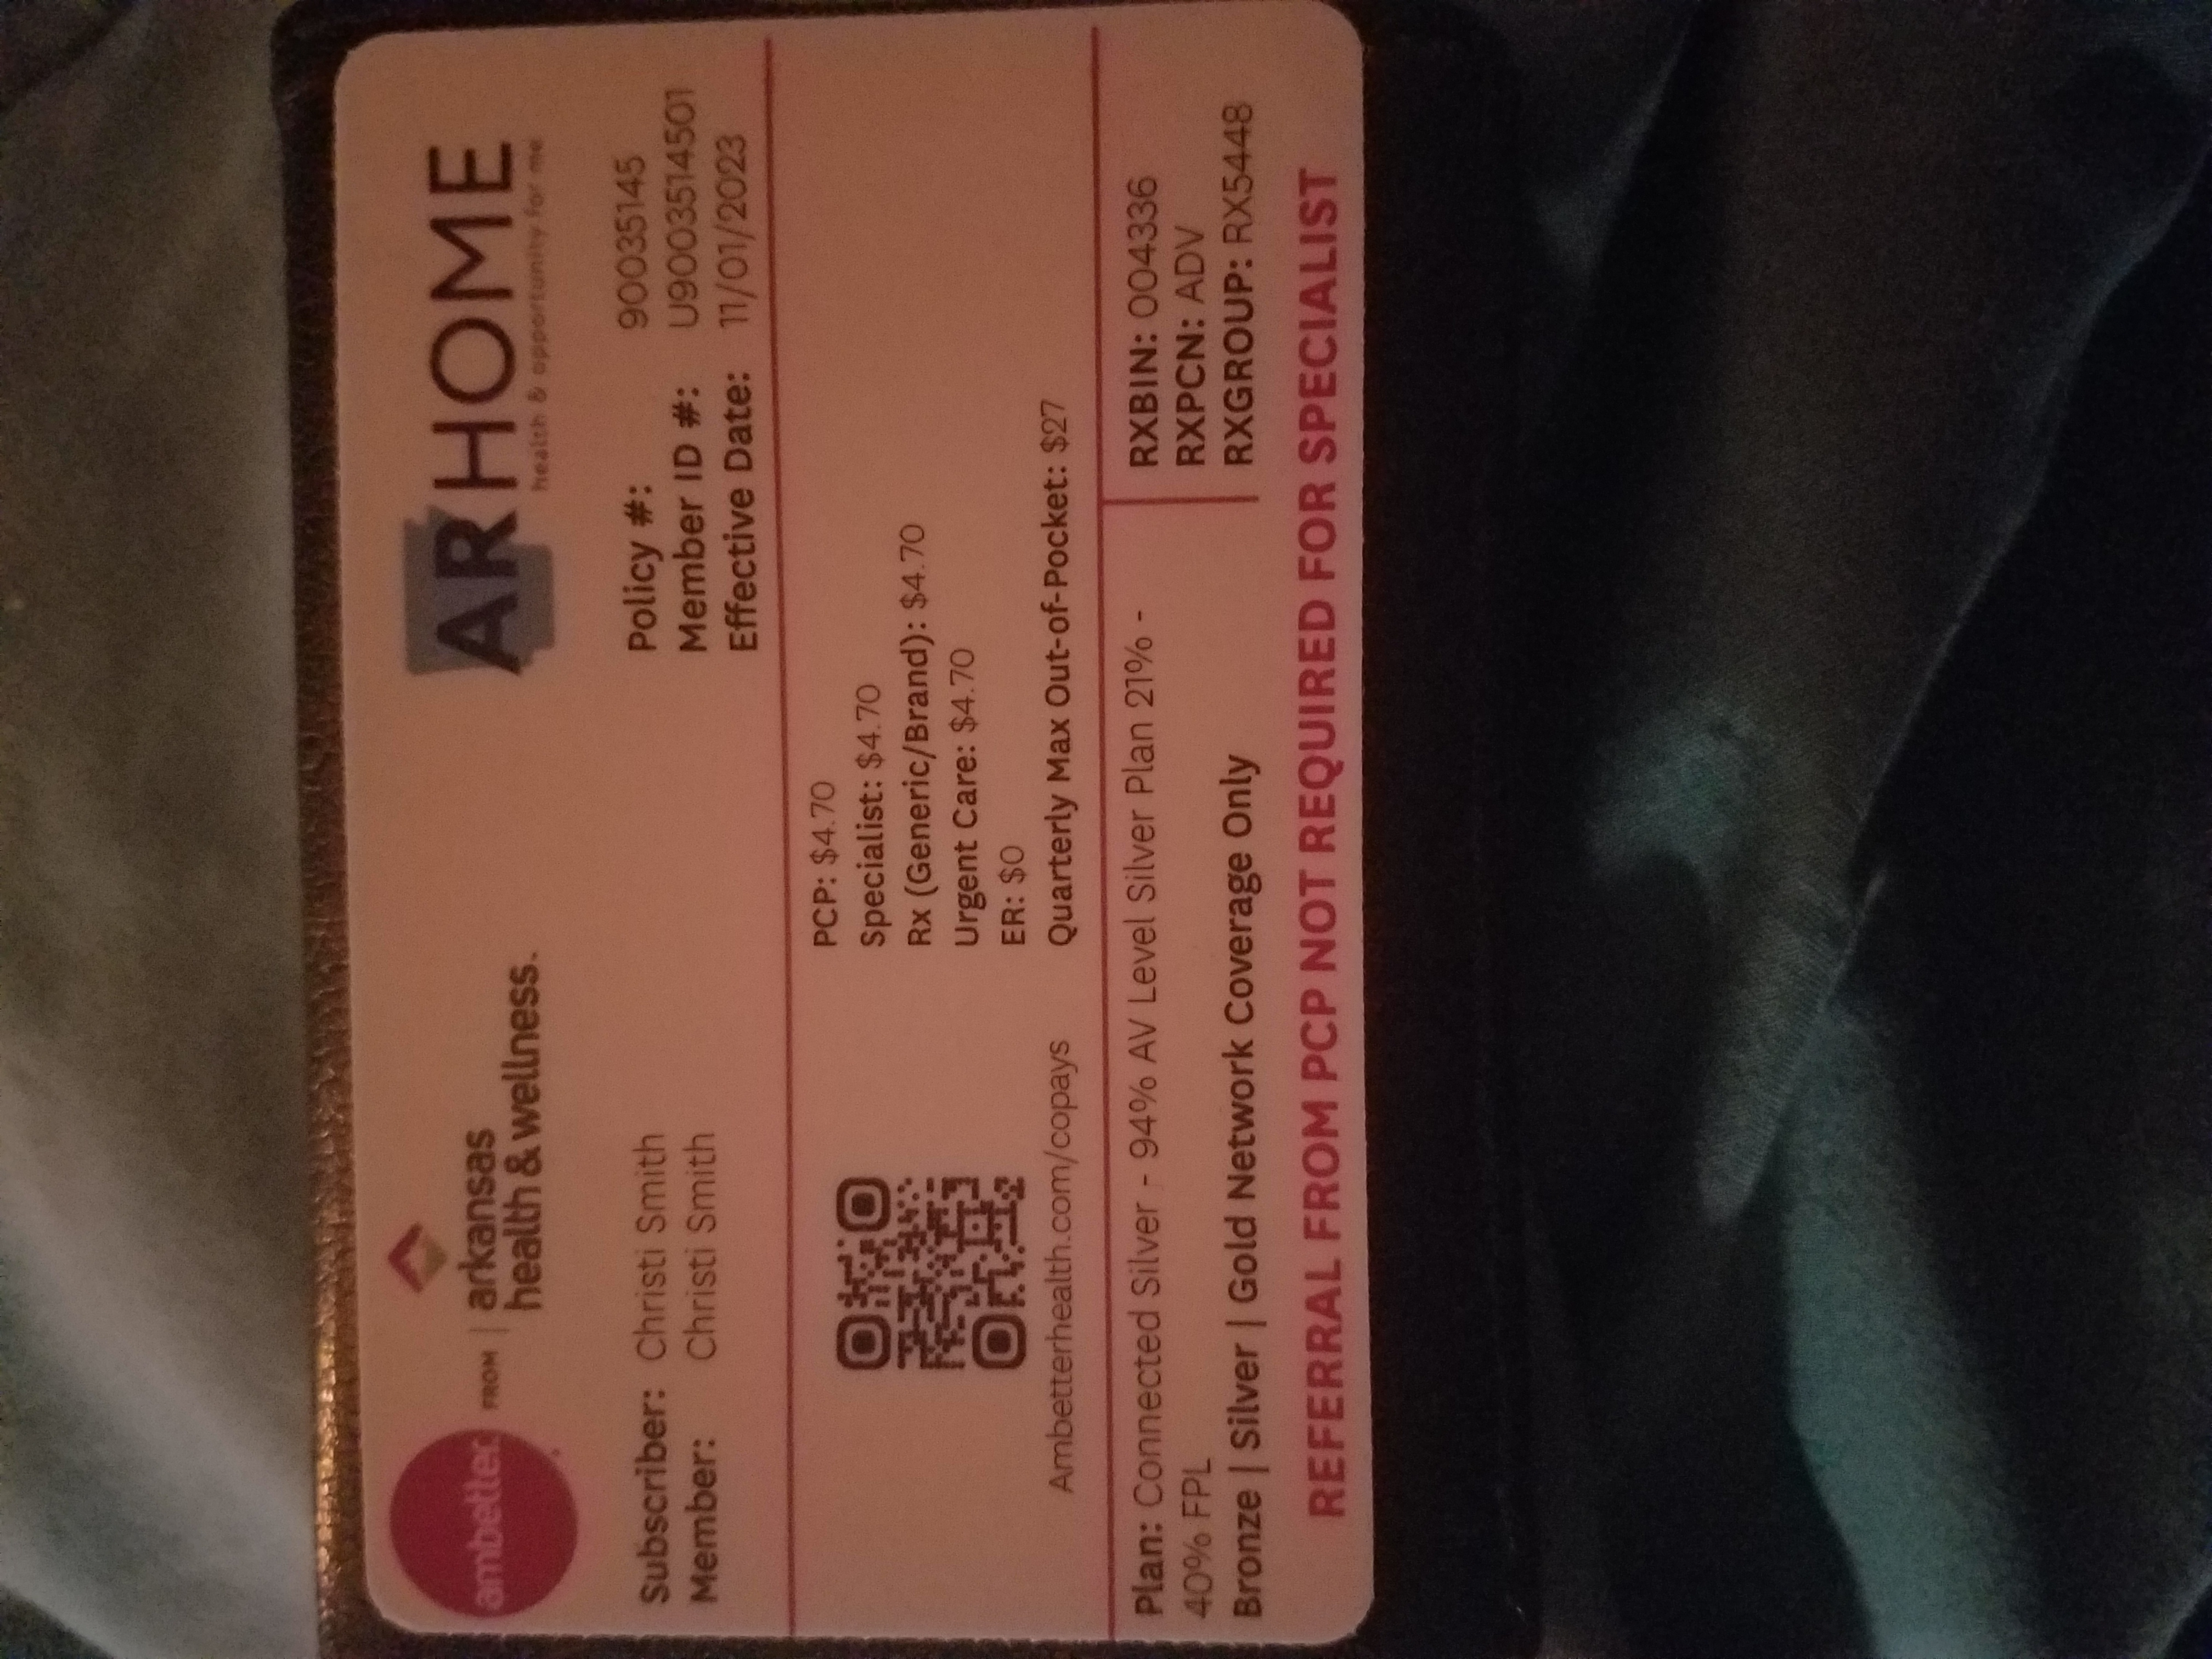 ambetter
FROM | arkansas
health & wellness.
ARHOME
health & opportunity for me
Subscriber: Christi Smith
Member: Christi Smith
Policy #: 90035145
Member ID #: U9003514501
Effective Date: 11/01/2023
Ambetterhealth.com/copays
PCP: $4.70
Specialist: $4.70
Rx (Generic/Brand): $4.70
Urgent Care: $4.70
ER: $0
Quarterly Max Out-of-Pocket: $27
Plan: Connected Silver - 94% AV Level Silver Plan 21% -
40% FPL
Bronze | Silver | Gold Network Coverage Only
RXBIN: 004336
RXPCN: ADV
RXGROUP: RX5448
REFERRAL FROM PCP NOT REQUIRED FOR SPECIALIST